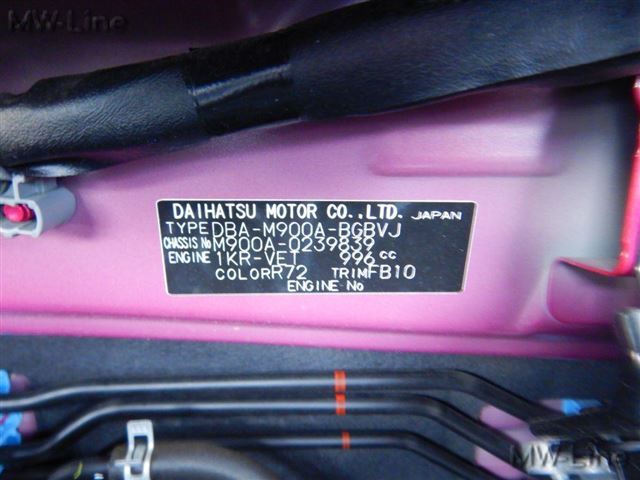 MW-Line
DAIHATSU MOTOR CO.,LTD. JAPAN
TYPE DBA-M900A-BGBVJ
CHASSIS No M900A-0239839
ENGINE 1KR-VET 996 cc
COLOR R72 TRIM FB10
ENGINE No
MW-Line